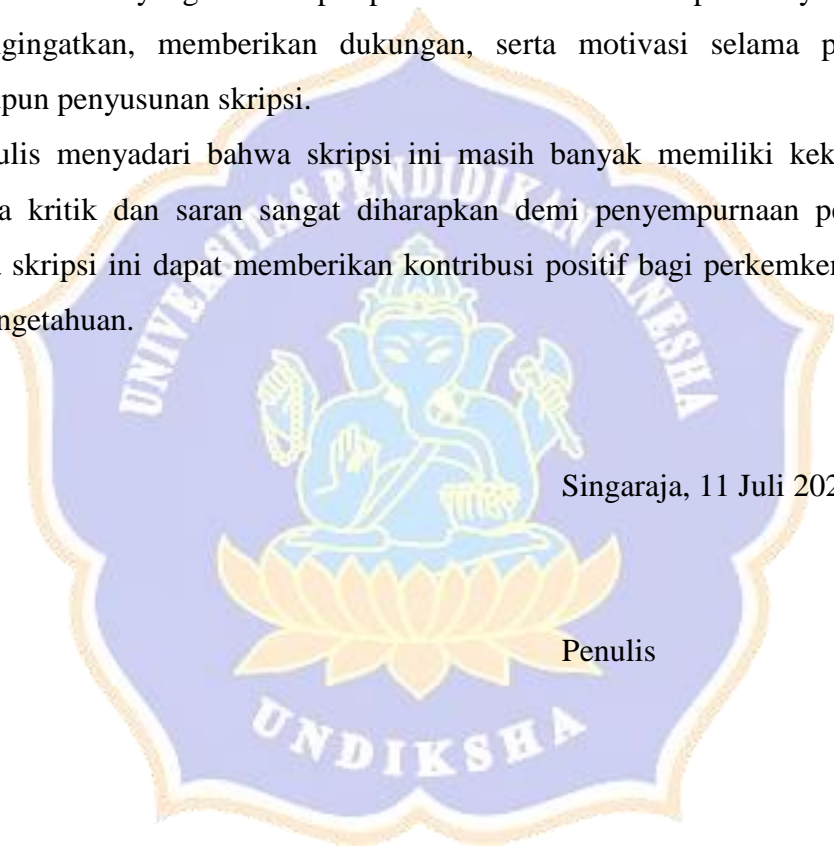 gingatkan, memberikan dukungan, serta motivasi selama p
pun penyusunan skripsi.
ulis menyadari bahwa skripsi ini masih banyak memiliki kek
a kritik dan saran sangat diharapkan demi penyempurnaan pe
skripsi ini dapat memberikan kontribusi positif bagi perkemker
ngetahuan.
UNIVERSITAS PENDIDIKAN GANESHA
Singaraja, 11 Juli 202
Penulis
UNDIKSHA